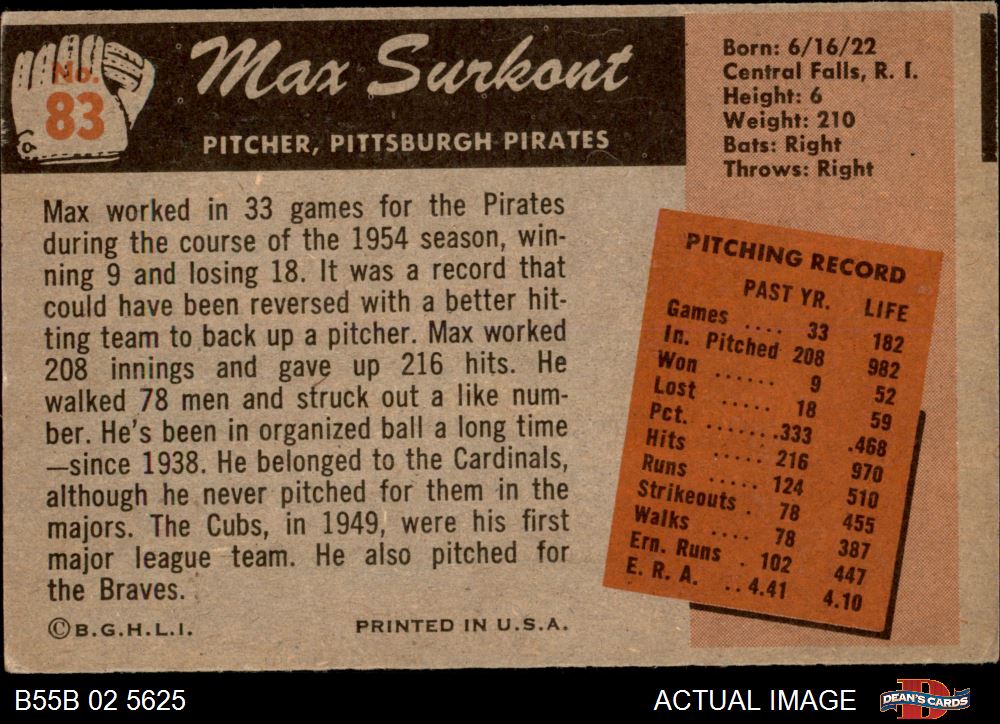 No.
83
Max Surkont
PITCHER, PITTSBURGH PIRATES
Born: 6/16/22
Central Falls, R. I.
Height: 6
Weight: 210
Bats: Right
Throws: Right
Max worked in 33 games for the Pirates
during the course of the 1954 season, win-
ning 9 and losing 18. It was a record that
could have been reversed with a better hit-
ting team to back up a pitcher. Max worked
208 innings and gave up 216 hits. He
walked 78 men and struck out a like num-
ber. He's been in organized ball a long time
—since 1938. He belonged to the Cardinals,
although he never pitched for them in the
majors. The Cubs, in 1949, were his first
major league team. He also pitched for
the Braves.
©B.G.H.L.I. PRINTED IN U.S.A.
PITCHING RECORD
PAST YR. LIFE
Games .... 33 182
In. Pitched 208 982
Won ...... 9 52
Lost ..... 18 59
Pct. ....... .333 .468
Hits ..... 216 970
Runs ..... 124 510
Strikeouts . 78 455
Walks .... 78 387
Ern. Runs . 102 447
E. R. A. .. 4.41 4.10
B55B 02 5625 ACTUAL IMAGE DEAN'S CARDS